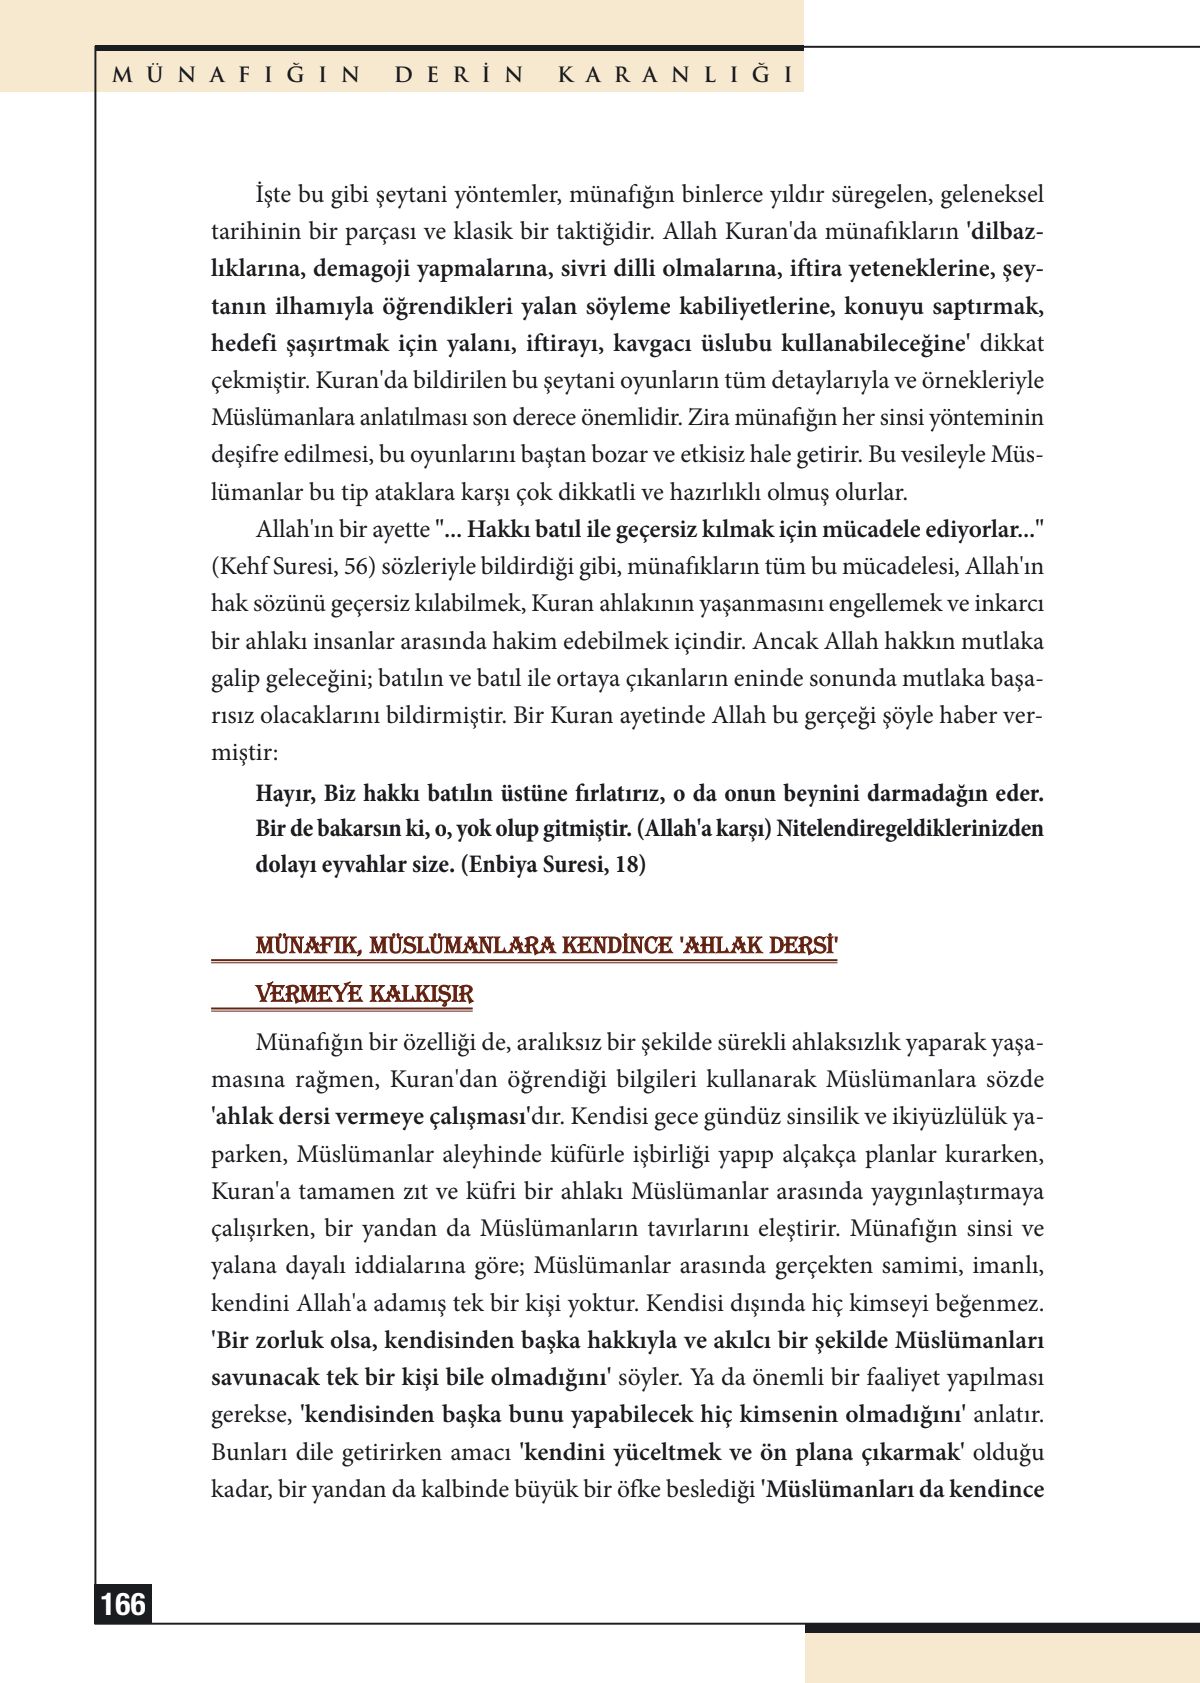 MÜNAFIĞIN DERİN KARANLIĞI
İşte bu gibi şeytani yöntemler, münafığın binlerce yıldır süregelen, geleneksel
tarihinin bir parçası ve klasik bir taktiğidir. Allah Kuran'da münafıkların 'dilbaz-
lıklarına, demagoji yapmalarına, sivri dilli olmalarına, iftira yeteneklerine, şey-
tanın ilhamıyla öğrendikleri yalan söyleme kabiliyetlerine, konuyu saptırmak,
hedefi şaşırtmak için yalanı, iftirayı, kavgacı üslubu kullanabileceğine' dikkat
çekmiştir. Kuran'da bildirilen bu şeytani oyunların tüm detaylarıyla ve örnekleriyle
Müslümanlara anlatılması son derece önemlidir. Zira münafığın her sinsi yönteminin
deşifre edilmesi, bu oyunlarını baştan bozar ve etkisiz hale getirir. Bu vesileyle Müs-
lümanlar bu tip ataklara karşı çok dikkatli ve hazırlıklı olmuş olurlar.
Allah'ın bir ayette "... Hakkı batıl ile geçersiz kılmak için mücadele ediyorlar..."
(Kehf Suresi, 56) sözleriyle bildirdiği gibi, münafıkların tüm bu mücadelesi, Allah'ın
hak sözünü geçersiz kılabilmek, Kuran ahlakının yaşanmasını engellemek ve inkarcı
bir ahlakı insanlar arasında hakim edebilmek içindir. Ancak Allah hakkın mutlaka
galip geleceğini; batılın ve batıl ile ortaya çıkanların eninde sonunda mutlaka başa-
rısız olacaklarını bildirmiştir. Bir Kuran ayetinde Allah bu gerçeği şöyle haber ver-
miştir:
Hayır, Biz hakkı batılın üstüne fırlatırız, o da onun beynini darmadağın eder.
Bir de bakarsın ki, o, yok olup gitmiştir. (Allah'a karşı) Nitelendiregeldiklerinizden
dolayı eyvahlar size. (Enbiya Suresi, 18)
MÜNAFIK, MÜSLÜMANLARA KENDİNCE 'AHLAK DERSİ'
VERMEYE KALKIŞIR
Münafığın bir özelliği de, aralıksız bir şekilde sürekli ahlaksızlık yaparak yaşa-
masına rağmen, Kuran'dan öğrendiği bilgileri kullanarak Müslümanlara sözde
'ahlak dersi vermeye çalışması'dır. Kendisi gece gündüz sinsilik ve ikiyüzlülük ya-
parken, Müslümanlar aleyhinde küfürle işbirliği yapıp alçakça planlar kurarken,
Kuran'a tamamen zıt ve küfri bir ahlakı Müslümanlar arasında yaygınlaştırmaya
çalışırken, bir yandan da Müslümanların tavırlarını eleştirir. Münafığın sinsi ve
yalana dayalı iddialarına göre; Müslümanlar arasında gerçekten samimi, imanlı,
kendini Allah'a adamış tek bir kişi yoktur. Kendisi dışında hiç kimseyi beğenmez.
'Bir zorluk olsa, kendisinden başka hakkıyla ve akılcı bir şekilde Müslümanları
savunacak tek bir kişi bile olmadığını' söyler. Ya da önemli bir faaliyet yapılması
gerekse, 'kendisinden başka bunu yapabilecek hiç kimsenin olmadığını' anlatır.
Bunları dile getirirken amacı 'kendini yüceltmek ve ön plana çıkarmak' olduğu
kadar, bir yandan da kalbinde büyük bir öfke beslediği 'Müslümanları da kendince
166